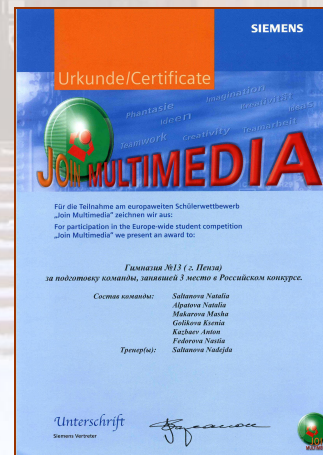 SIEMENS
Urkunde/Certificate
Imagination
Phantasie
Kreativität
Ideen
Ideas
Teamwork
Creativity
Teamarbeit
JOIN MULTIMEDIA
Für die Teilnahme am europaweiten Schülerwettbewerb
„Join Multimedia" zeichnen wir aus:
For participation in the Europe-wide student competition
„Join Multimedia" we present an award to:
Гимназия №13 ( г. Пенза)
за подготовку команды, занявшей 3 место в Российском конкурсе.
Состав команды: Saltanova Natalia
Alpatova Natalia
Makarova Masha
Golikova Ksenia
Kazbaev Anton
Fedorova Nastia
Тренер(ы): Saltanova Nadejda
Unterschrift
Siemens Vertreter